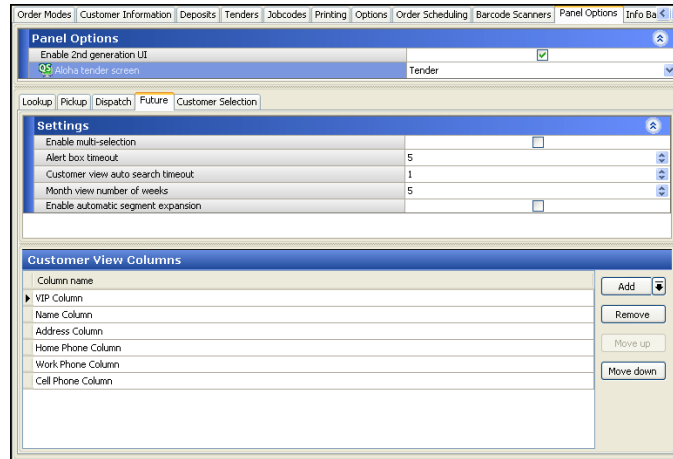 Order Modes Customer Information Deposits Tenders Jobcodes Printing Options Order Scheduling Barcode Scanners Panel Options Info Ba
Panel Options
Enable 2nd generation UI
QS Aloha tender screen Tender
Lookup Pickup Dispatch Future Customer Selection
Settings
Enable multi-selection
Alert box timeout 5
Customer view auto search timeout 1
Month view number of weeks 5
Enable automatic segment expansion
Customer View Columns
Column name
Add
VIP Column
Name Column
Remove
Address Column
Home Phone Column
Move up
Work Phone Column
Move down
Cell Phone Column